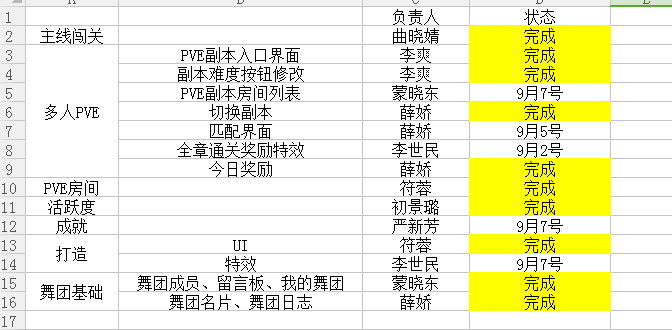 A B C D E
1 负责人 状态
2 主线闯关 曲晓婧 完成
3 PVE副本入口界面 李爽 完成
4 副本难度按钮修改 李爽 完成
5 PVE副本房间列表 蒙晓东 9月7号
6 多人PVE 切换副本 薛娇 完成
7 匹配界面 薛娇 9月5号
8 全章通关奖励特效 李世民 9月2号
9 今日奖励 薛娇 完成
10 PVE房间 符蓉 完成
11 活跃度 初景璐 完成
12 成就 严新芳 9月7号
13 打造 UI 符蓉 完成
14 特效 李世民 9月7号
15 舞团基础 舞团成员、留言板、我的舞团 蒙晓东 完成
16 舞团名片、舞团日志 薛娇 完成
17